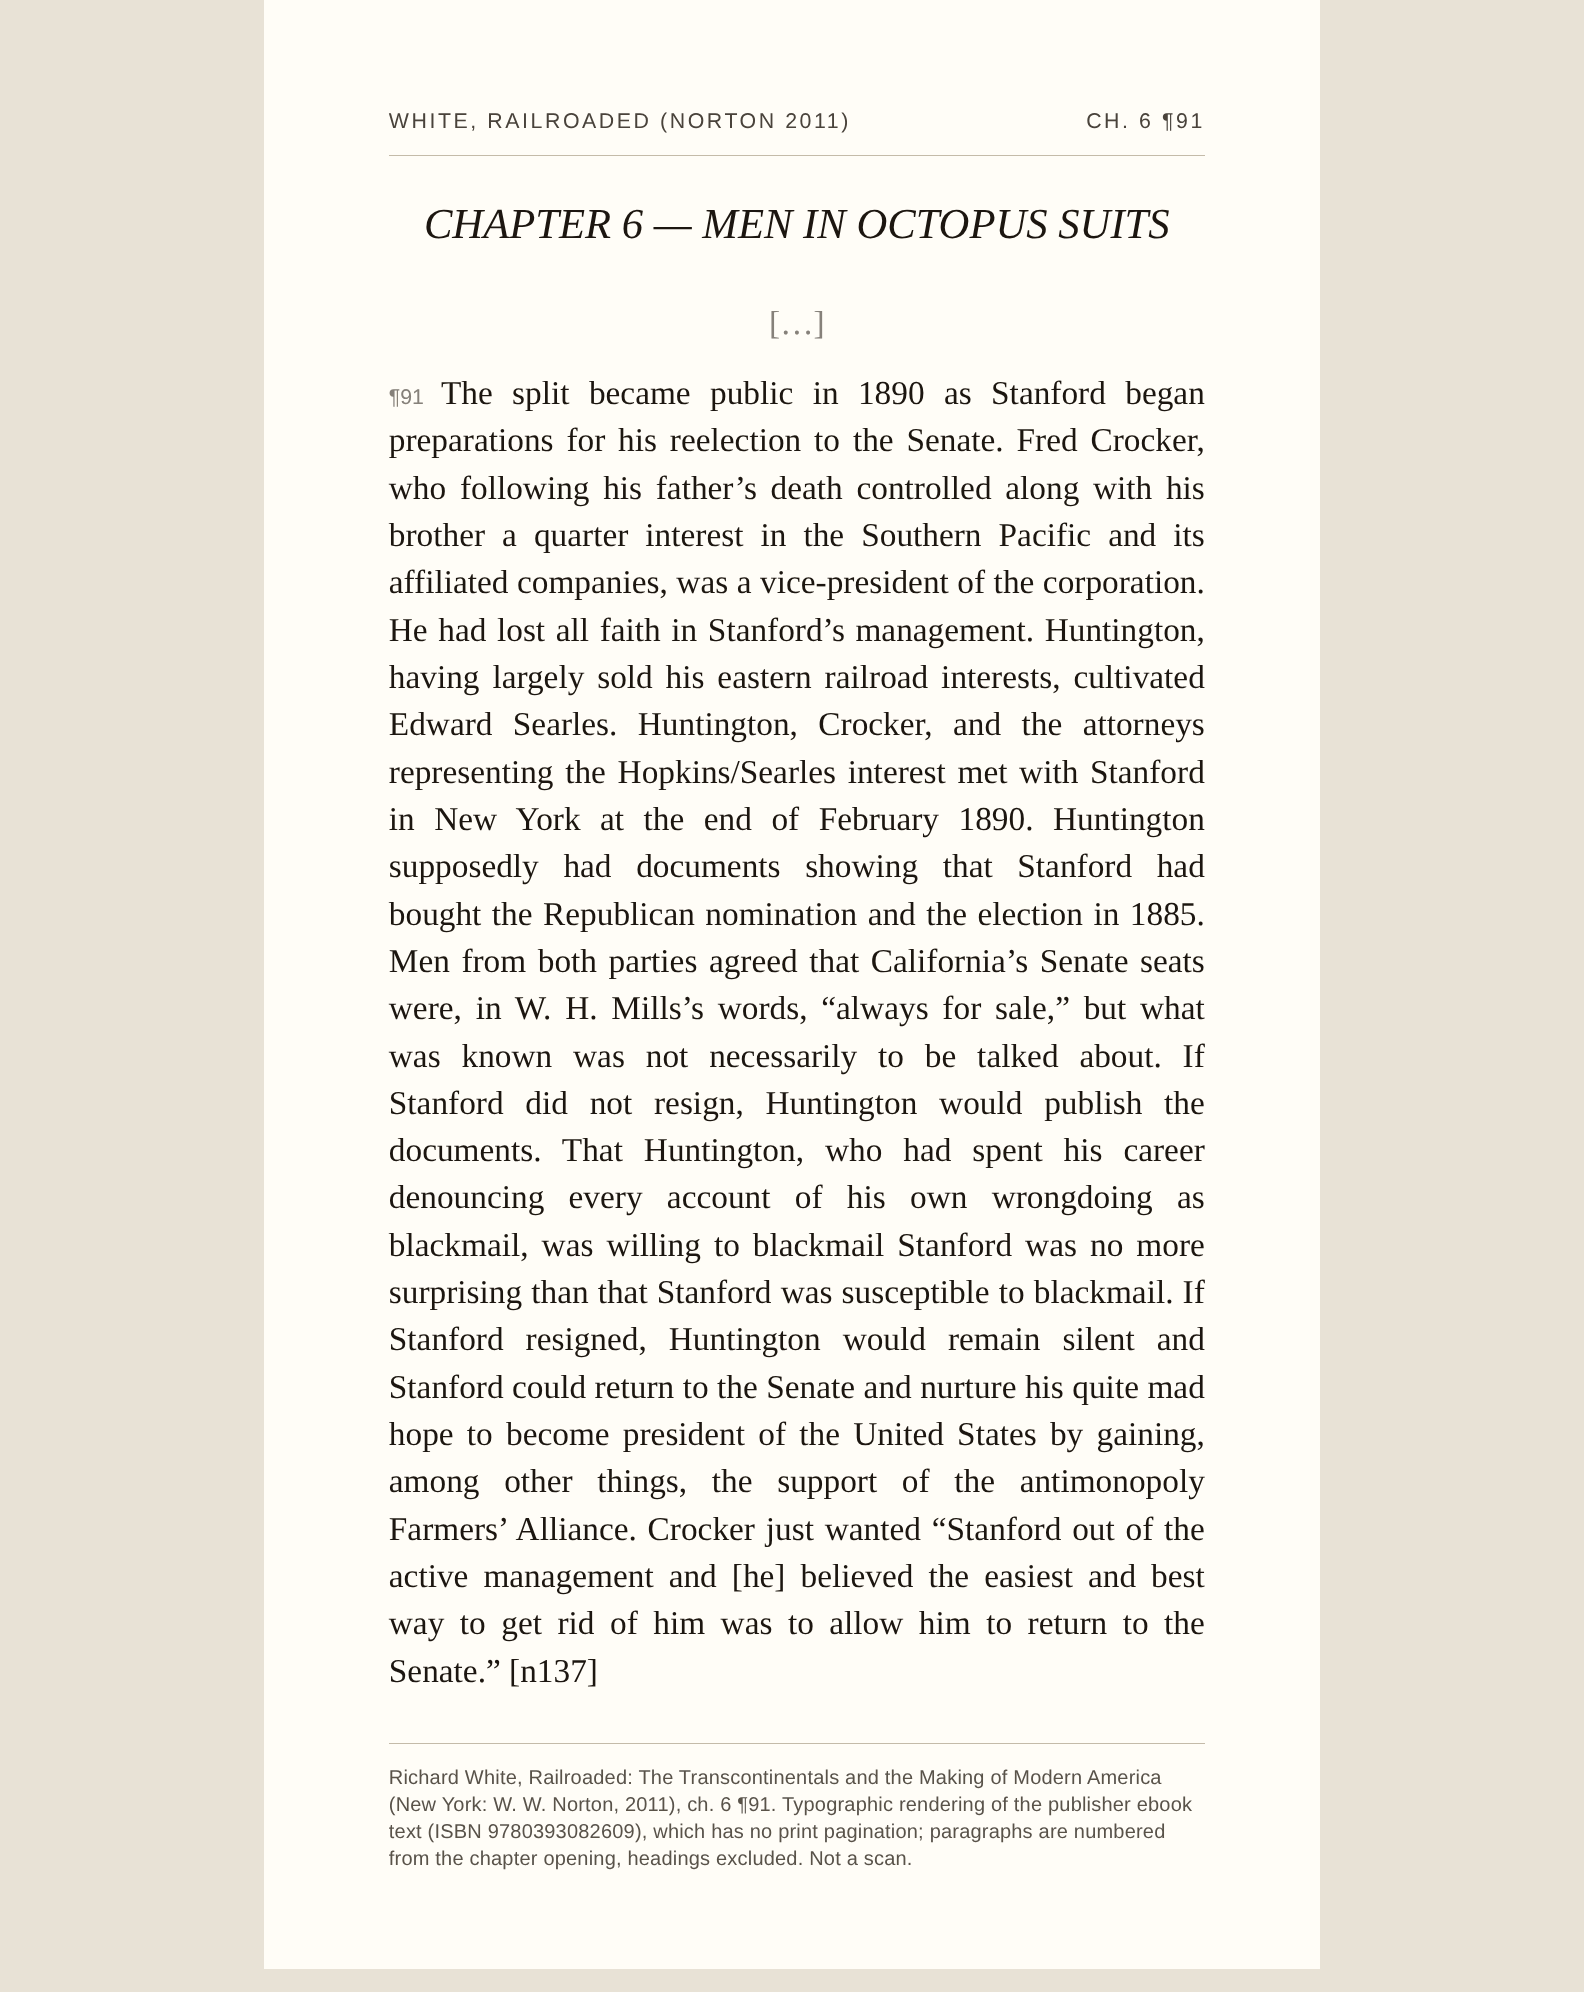 WHITE, RAILROADED (NORTON 2011)
CH. 6 ¶91
CHAPTER 6 — MEN IN OCTOPUS SUITS
[…]
¶91 The split became public in 1890 as Stanford began
preparations for his reelection to the Senate. Fred Crocker,
who following his father’s death controlled along with his
brother a quarter interest in the Southern Pacific and its
affiliated companies, was a vice-president of the corporation.
He had lost all faith in Stanford’s management. Huntington,
having largely sold his eastern railroad interests, cultivated
Edward Searles. Huntington, Crocker, and the attorneys
representing the Hopkins/Searles interest met with Stanford
in New York at the end of February 1890. Huntington
supposedly had documents showing that Stanford had
bought the Republican nomination and the election in 1885.
Men from both parties agreed that California’s Senate seats
were, in W. H. Mills’s words, “always for sale,” but what
was known was not necessarily to be talked about. If
Stanford did not resign, Huntington would publish the
documents. That Huntington, who had spent his career
denouncing every account of his own wrongdoing as
blackmail, was willing to blackmail Stanford was no more
surprising than that Stanford was susceptible to blackmail. If
Stanford resigned, Huntington would remain silent and
Stanford could return to the Senate and nurture his quite mad
hope to become president of the United States by gaining,
among other things, the support of the antimonopoly
Farmers’ Alliance. Crocker just wanted “Stanford out of the
active management and [he] believed the easiest and best
way to get rid of him was to allow him to return to the
Senate.” [n137]
Richard White, Railroaded: The Transcontinentals and the Making of Modern America
(New York: W. W. Norton, 2011), ch. 6 ¶91. Typographic rendering of the publisher ebook
text (ISBN 9780393082609), which has no print pagination; paragraphs are numbered
from the chapter opening, headings excluded. Not a scan.